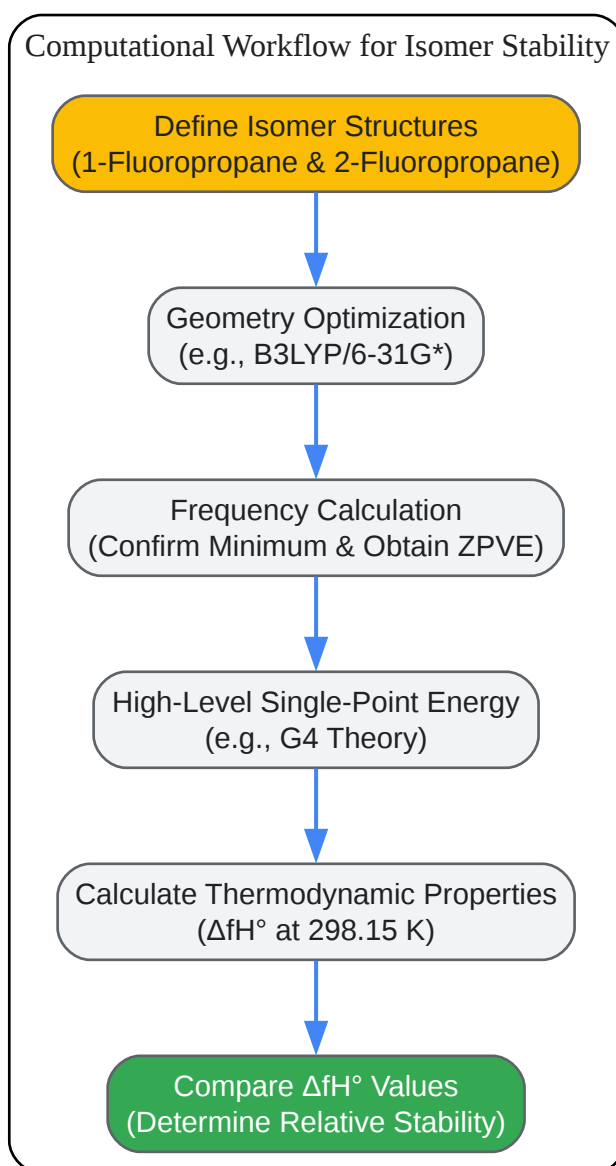 Computational Workflow for Isomer Stability
Define Isomer Structures
(1-Fluoropropane & 2-Fluoropropane)
Geometry Optimization
(e.g., B3LYP/6-31G*)
Frequency Calculation
(Confirm Minimum & Obtain ZPVE)
High-Level Single-Point Energy
(e.g., G4 Theory)
Calculate Thermodynamic Properties
(ΔfH° at 298.15 K)
Compare ΔfH° Values
(Determine Relative Stability)